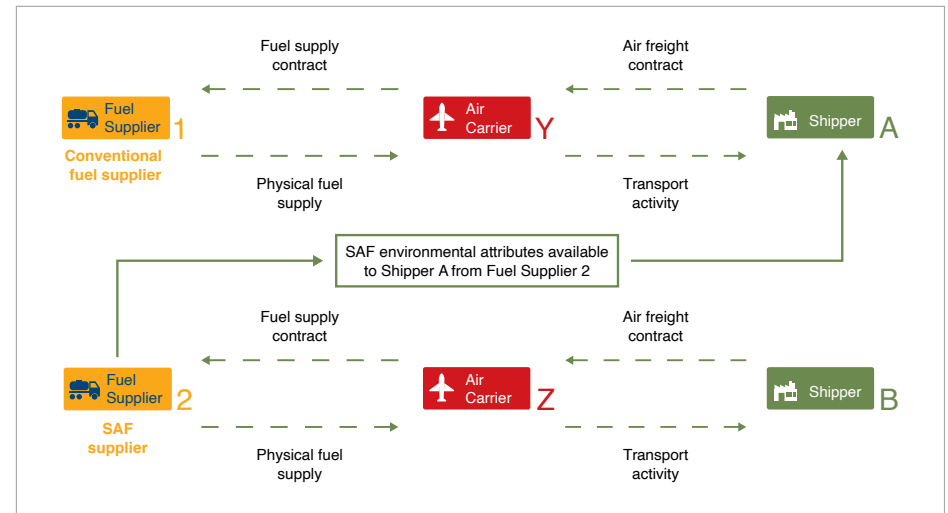 Fuel supply
contract
Air freight
contract
Fuel
Supplier
1
Air
Carrier
Y
Shipper
A
Conventional
fuel supplier
Physical fuel
supply
Transport
activity
SAF environmental attributes available
to Shipper A from Fuel Supplier 2
Fuel supply
contract
Air freight
contract
Fuel
Supplier
2
Air
Carrier
Z
Shipper
B
SAF
supplier
Physical fuel
supply
Transport
activity